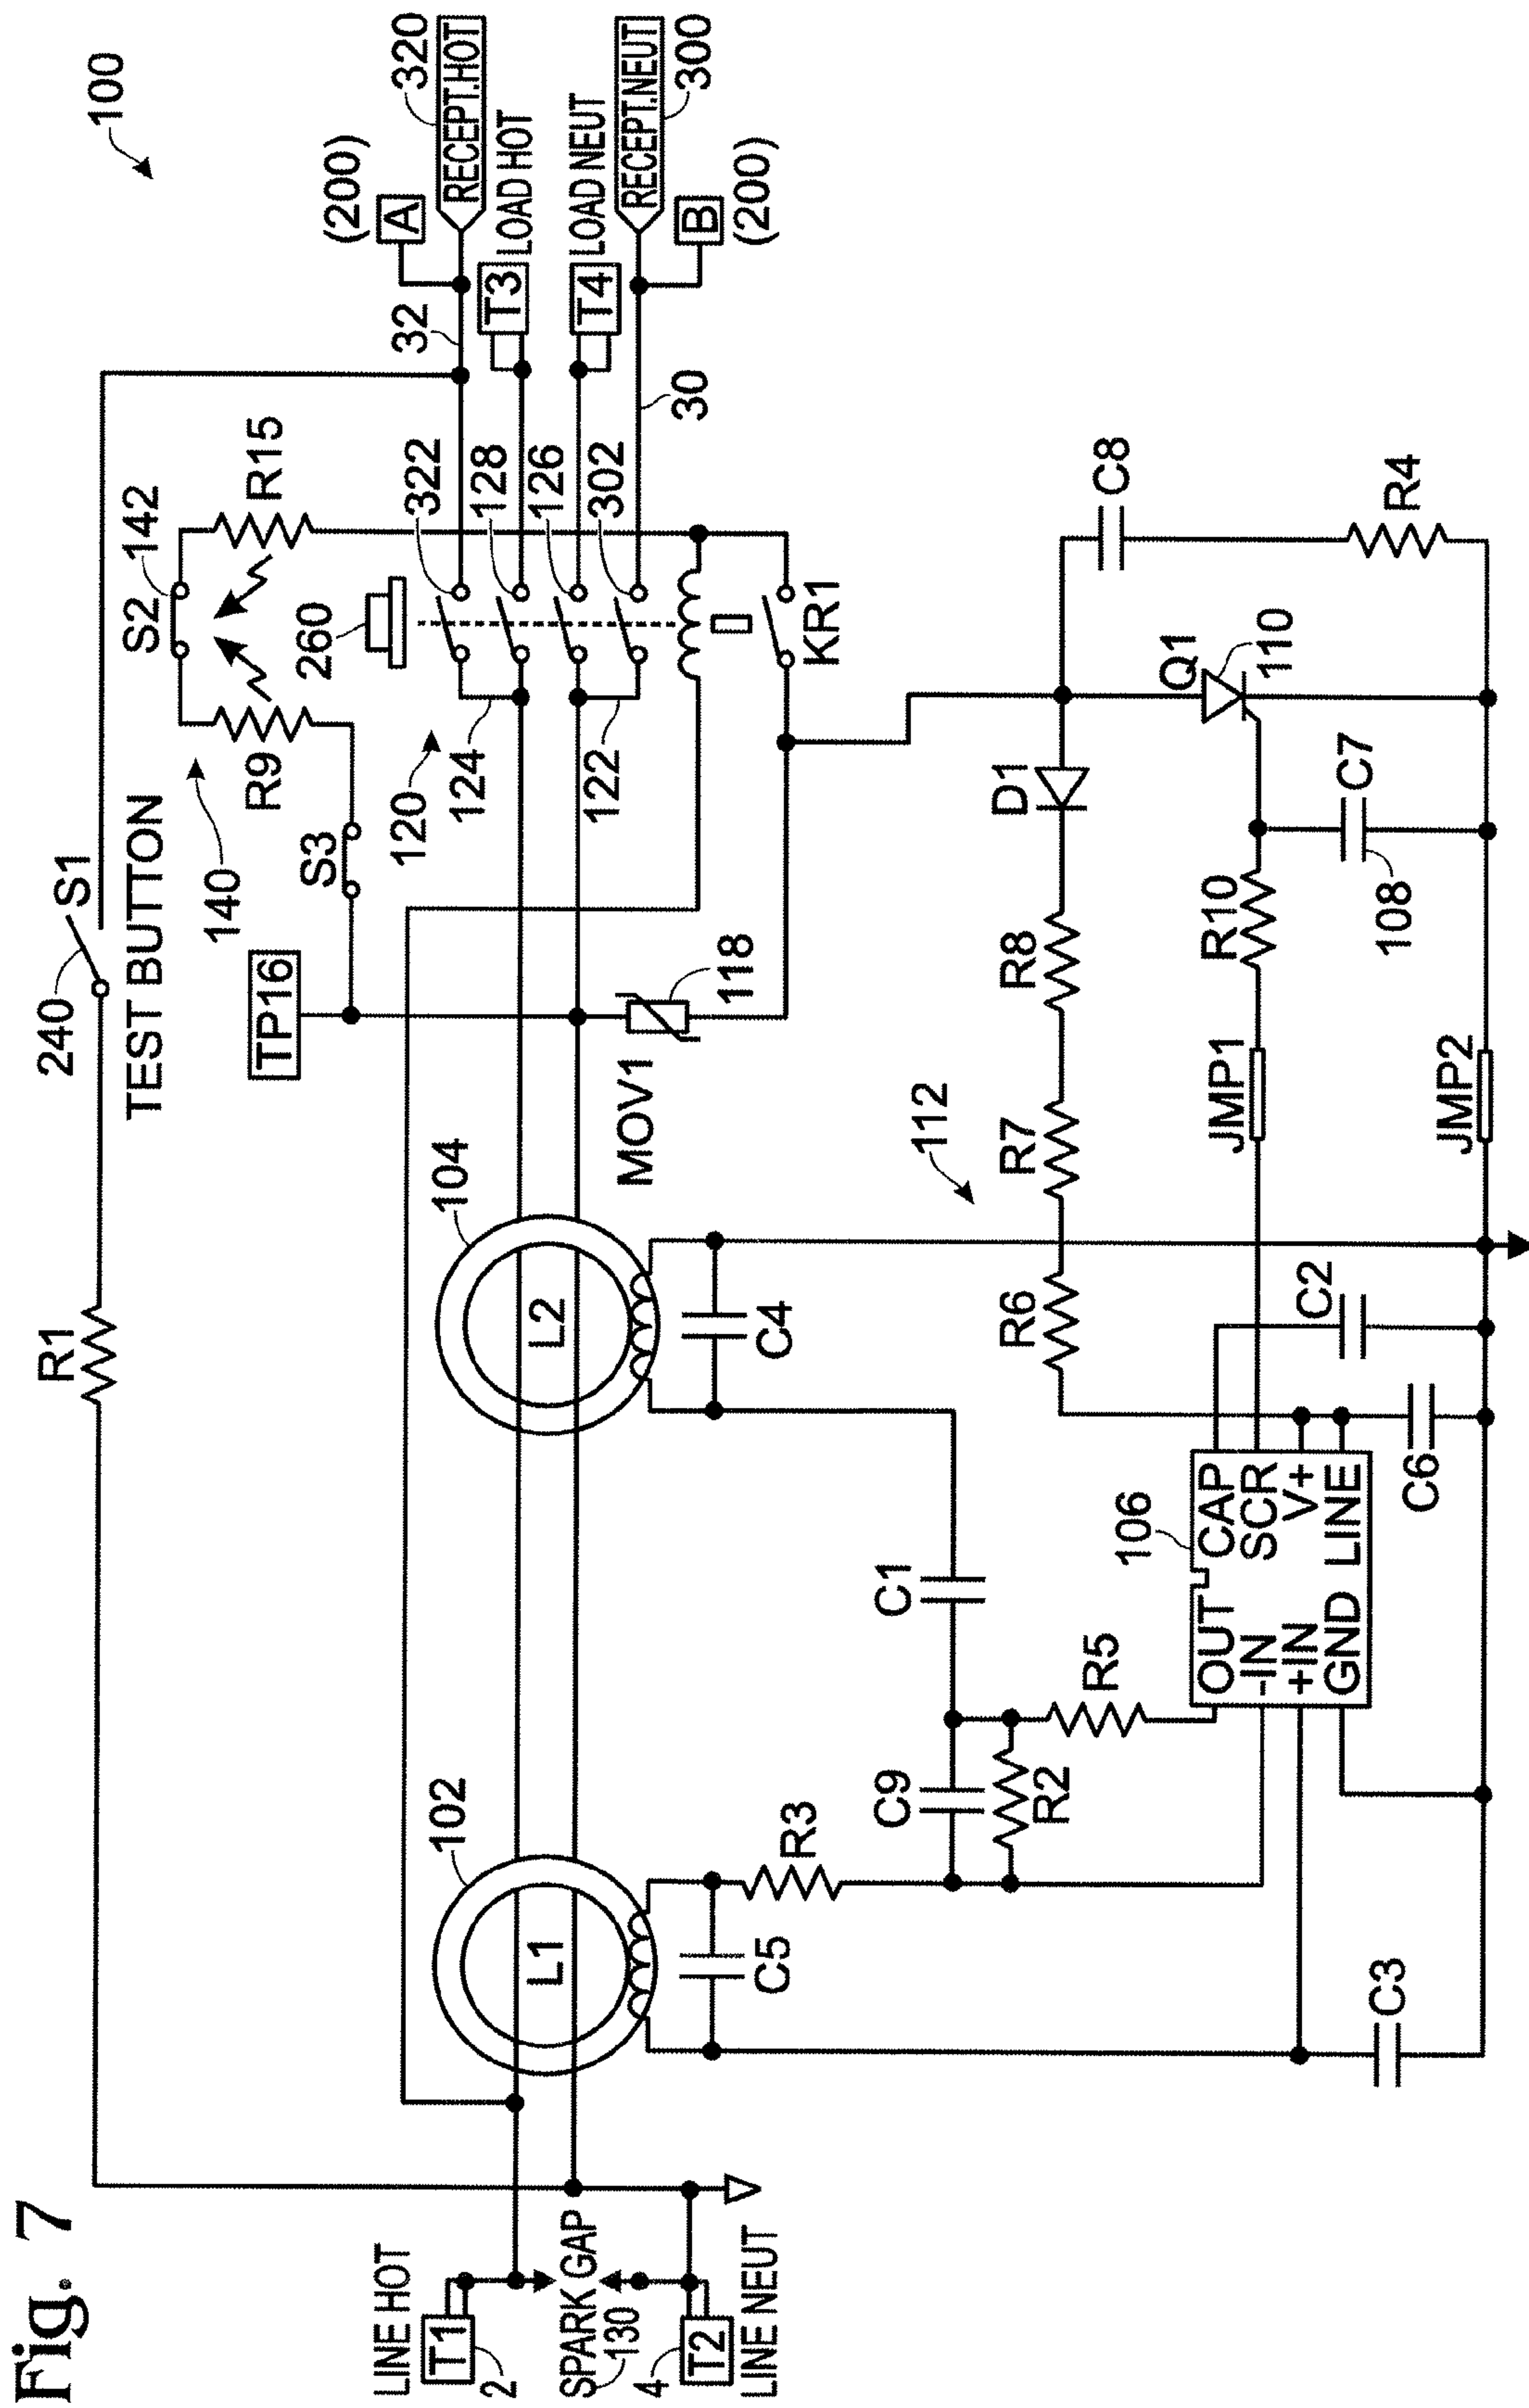 Fig. 7
100
R1
240
S1
TEST BUTTON
TP16
140
S3
R9
S2
142
R15
260
120
124
122
322
128
126
302
32
30
(200)
A
320
RECEPT.HOT
T3
LOAD HOT
T4
LOAD NEUT
RECEPT.NEUT
300
B
(200)
LINE HOT
T1
2
SPARK GAP
130
4
T2
LINE NEUT
102
L1
104
L2
MOV1
118
KR1
C5
R3
C4
C9
R2
C1
R5
112
R6
R7
R8
D1
Q1
110
C8
R4
106
OUT
CAP
-IN
SCR
+IN
V+
GND
LINE
C3
C6
C2
JMP1
JMP2
R10
C7
108